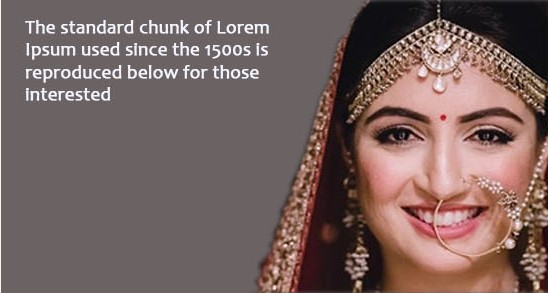 The standard chunk of Lorem
Ipsum used since the 1500s is
reproduced below for those
interested